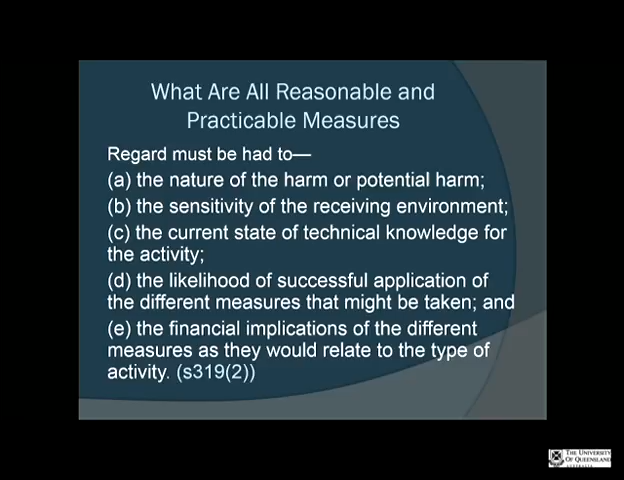 What Are All Reasonable and
Practicable Measures
Regard must be had to—
(a) the nature of the harm or potential harm;
(b) the sensitivity of the receiving environment;
(c) the current state of technical knowledge for
the activity;
(d) the likelihood of successful application of
the different measures that might be taken; and
(e) the financial implications of the different
measures as they would relate to the type of
activity. (s319(2))
THE UNIVERSITY
OF QUEENSLAND
AUSTRALIA